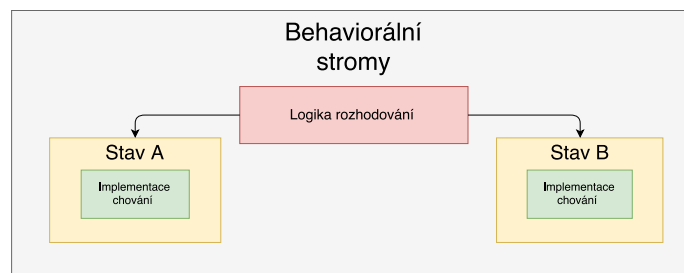 Behaviorální
stromy
Logika rozhodování
Stav A
Implementace
chování
Stav B
Implementace
chování